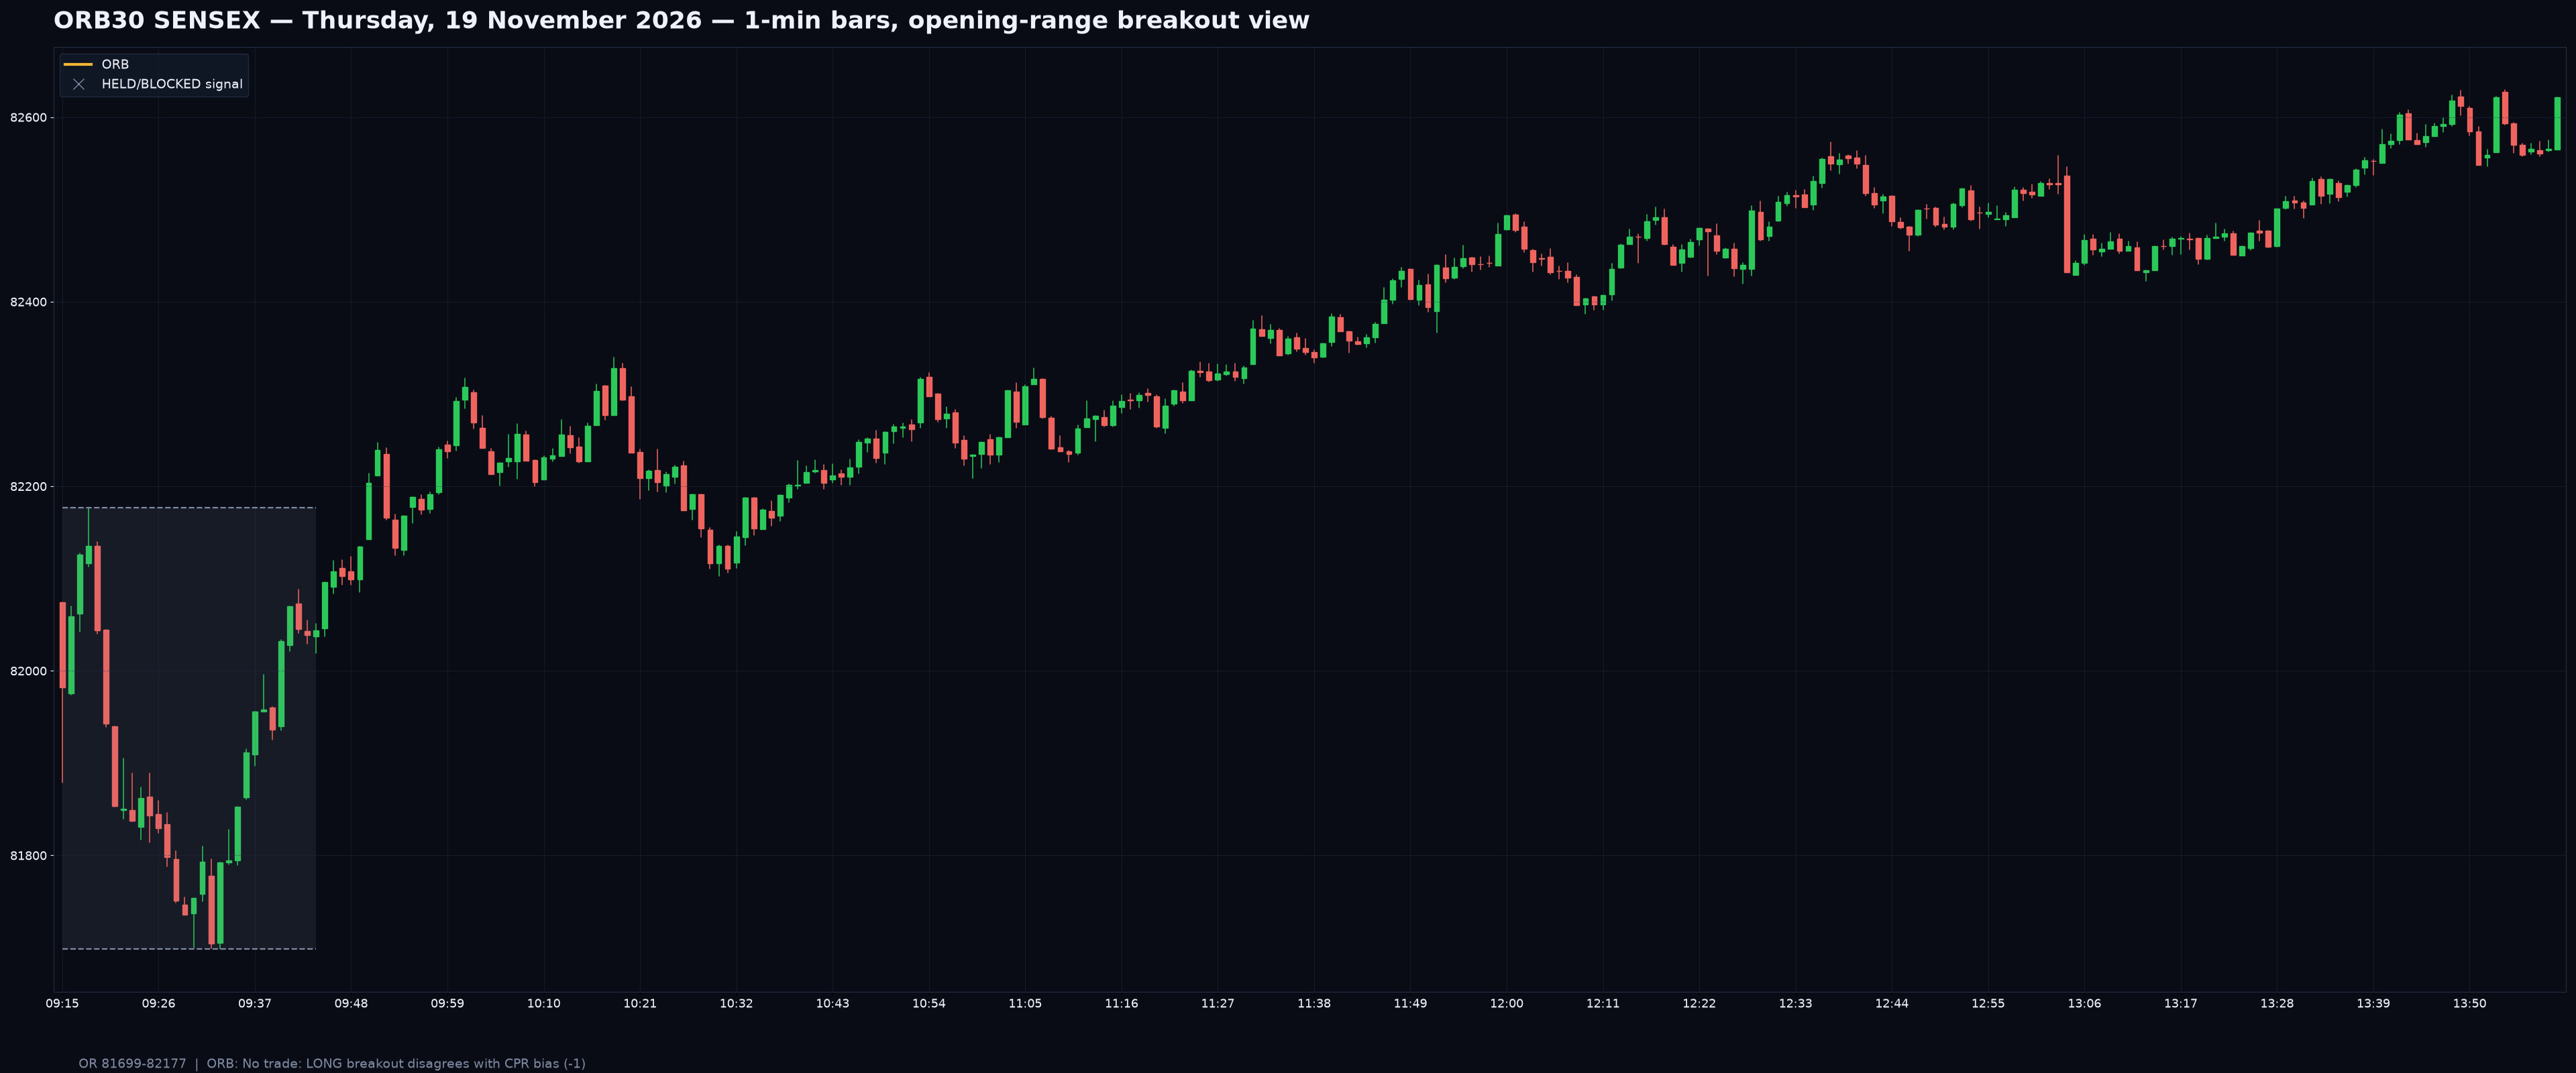 ORB30 SENSEX — Thursday, 19 November 2026 — 1-min bars, opening-range breakout view
ORB
HELD/BLOCKED signal
82600
82400
82200
82000
81800
09:15 09:26 09:37 09:48 09:59 10:10 10:21 10:32 10:43 10:54 11:05 11:16 11:27 11:38 11:49 12:00 12:11 12:22 12:33 12:44 12:55 13:06 13:17 13:28 13:39 13:50
OR 81699-82177 | ORB: No trade: LONG breakout disagrees with CPR bias (-1)